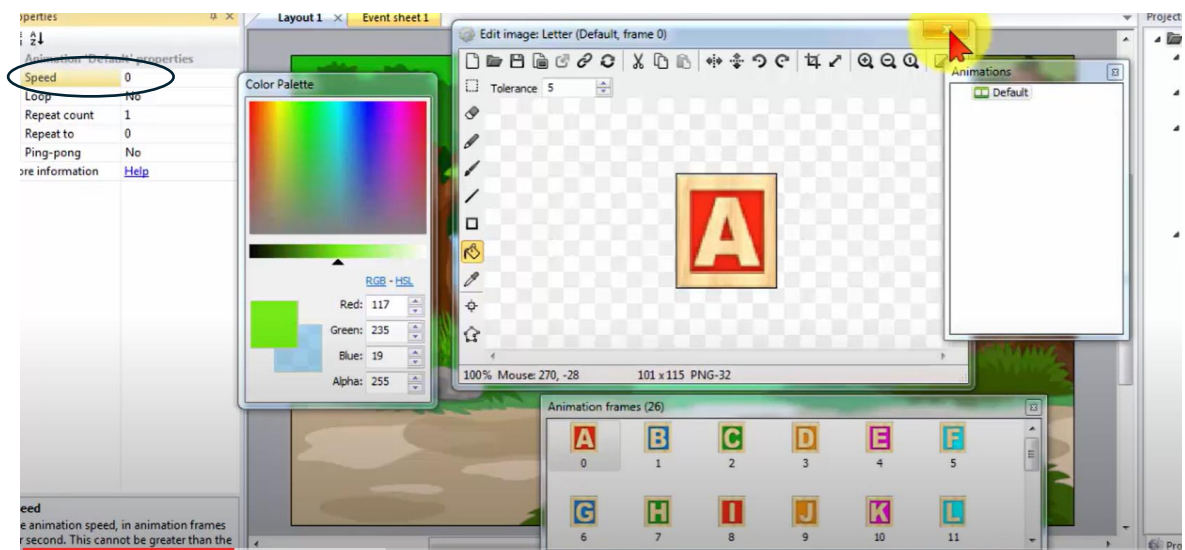 operties
Layout 1
Event sheet 1
Project
Animation 'Default' properties
Speed 0
Loop No
Repeat count 1
Repeat to 0
Ping-pong No
ore information Help
Color Palette
RGB - HSL
Red: 117
Green: 235
Blue: 19
Alpha: 255
Edit image: Letter (Default, frame 0)
Tolerance 5
A
100% Mouse: 270, -28 101 x 115 PNG-32
Animations
Default
Animation frames (26)
A B C D E F
0 1 2 3 4 5
G H I J K L
6 7 8 9 10 11
eed
e animation speed, in animation frames
r second. This cannot be greater than the
Pro